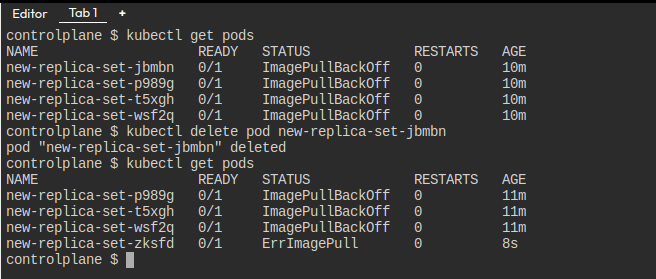 Editor Tab 1 +
controlplane $ kubectl get pods
NAME READY STATUS RESTARTS AGE
new-replica-set-jbmbn 0/1 ImagePullBackOff 0 10m
new-replica-set-p989g 0/1 ImagePullBackOff 0 10m
new-replica-set-t5xgh 0/1 ImagePullBackOff 0 10m
new-replica-set-wsf2q 0/1 ImagePullBackOff 0 10m
controlplane $ kubectl delete pod new-replica-set-jbmbn
pod "new-replica-set-jbmbn" deleted
controlplane $ kubectl get pods
NAME READY STATUS RESTARTS AGE
new-replica-set-p989g 0/1 ImagePullBackOff 0 11m
new-replica-set-t5xgh 0/1 ImagePullBackOff 0 11m
new-replica-set-wsf2q 0/1 ImagePullBackOff 0 11m
new-replica-set-zksfd 0/1 ErrImagePull 0 8s
controlplane $